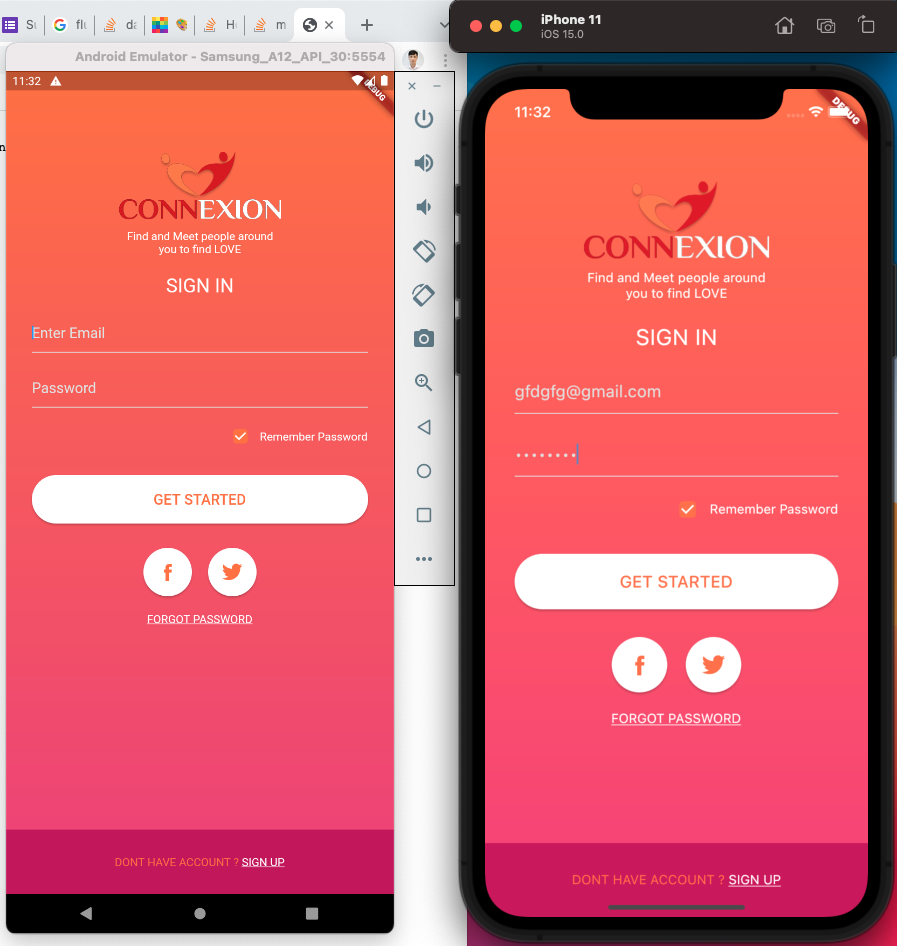 Su
flu
da
H
m
Android Emulator - Samsung_A12_API_30:5554
11:32
DEBUG
CONNEXION
Find and Meet people around
you to find LOVE
SIGN IN
Enter Email
Password
Remember Password
GET STARTED
FORGOT PASSWORD
DONT HAVE ACCOUNT ? SIGN UP
iPhone 11
iOS 15.0
11:32
DEBUG
CONNEXION
Find and Meet people around
you to find LOVE
SIGN IN
gfdgfg@gmail.com
Remember Password
GET STARTED
FORGOT PASSWORD
DONT HAVE ACCOUNT ? SIGN UP